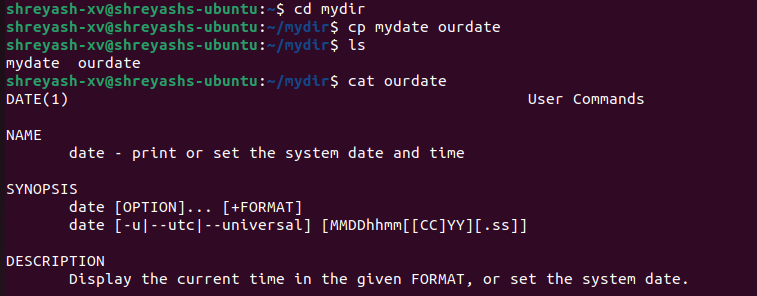 shreyash-xv@shreyashs-ubuntu:~$ cd mydir
shreyash-xv@shreyashs-ubuntu:~/mydir$ cp mydate ourdate
shreyash-xv@shreyashs-ubuntu:~/mydir$ ls
mydate  ourdate
shreyash-xv@shreyashs-ubuntu:~/mydir$ cat ourdate
DATE(1)                                                   User Commands
NAME
       date - print or set the system date and time
SYNOPSIS
       date [OPTION]... [+FORMAT]
       date [-u|--utc|--universal] [MMDDhhmm[[CC]YY][.ss]]
DESCRIPTION
       Display the current time in the given FORMAT, or set the system date.